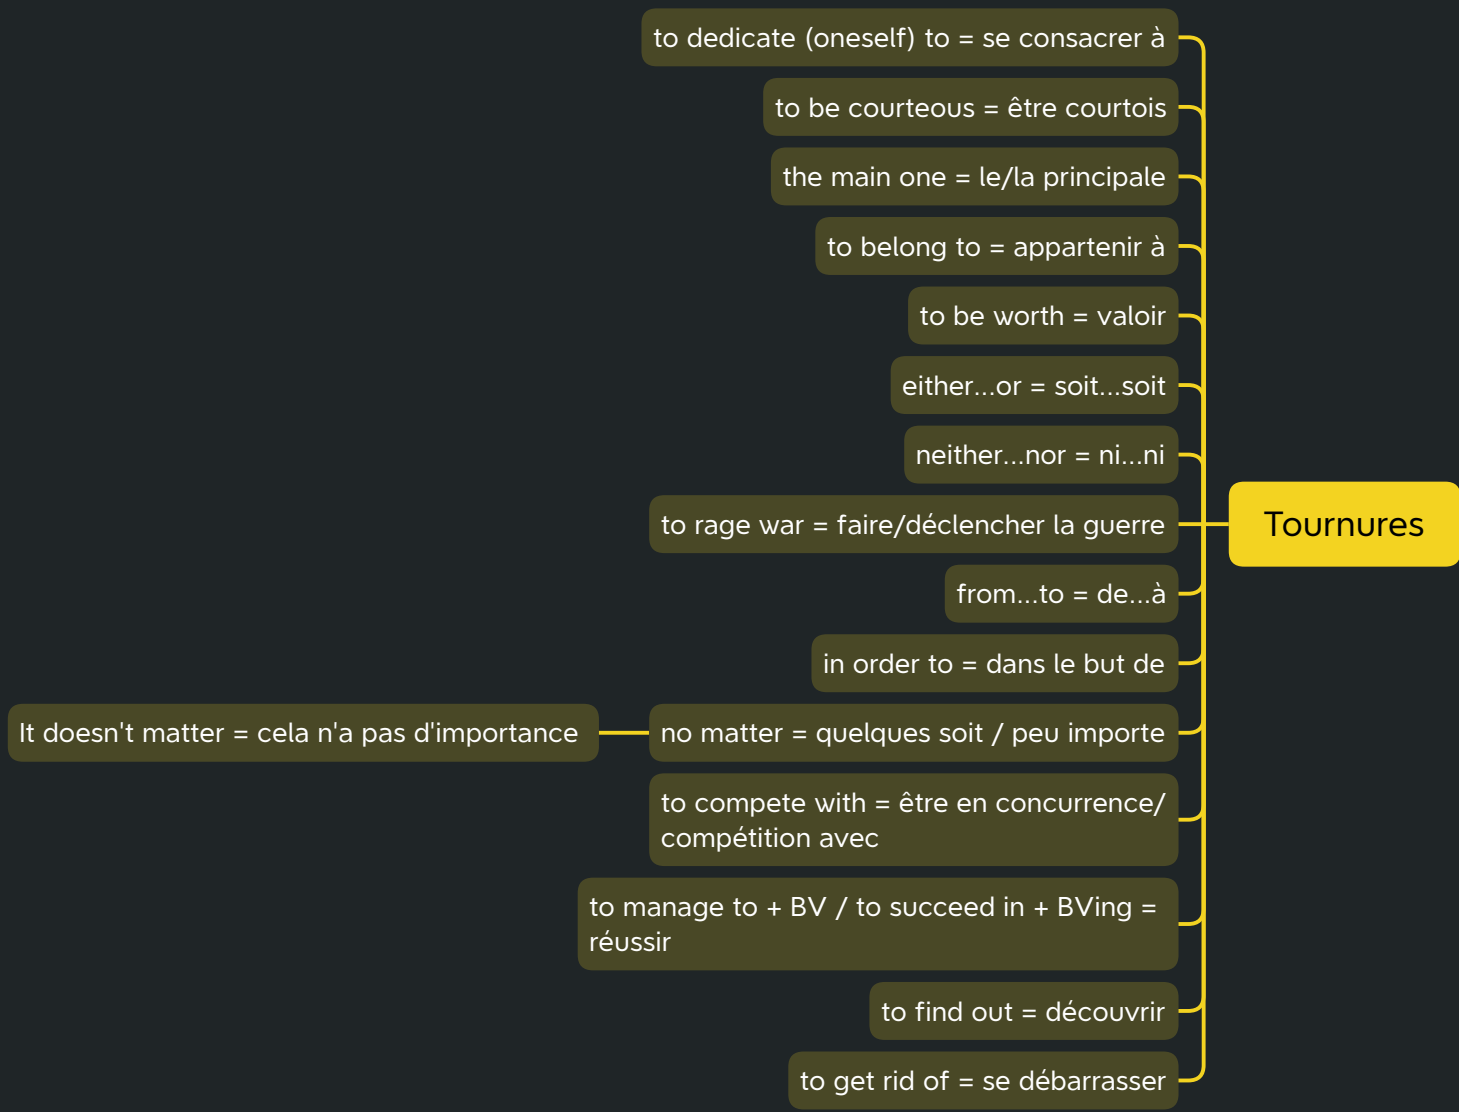 to dedicate (oneself) to = se consacrer à
to be courteous = être courtois
the main one = le/la principale
to belong to = appartenir à
to be worth = valoir
either...or = soit...soit
neither...nor = ni...ni
to rage war = faire/déclencher la guerre
Tournures
from...to = de...à
in order to = dans le but de
no matter = quelques soit / peu importe
It doesn't matter = cela n'a pas d'importance
to compete with = être en concurrence/
compétition avec
to manage to + BV / to succeed in + BVing =
réussir
to find out = découvrir
to get rid of = se débarrasser